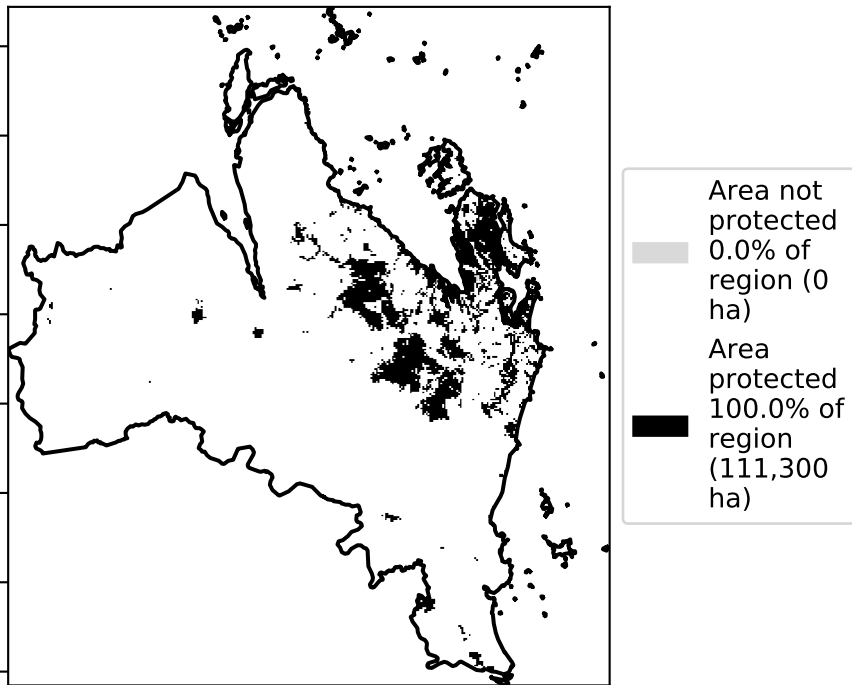 Area not
protected
0.0% of
region (0
ha)
Area
protected
100.0% of
region
(111,300
ha)